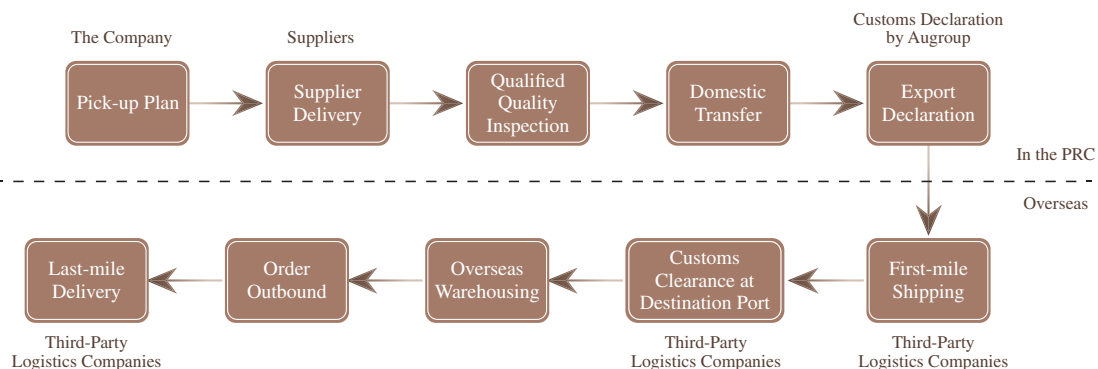 The Company
Suppliers
Customs Declaration
by Augroup
Pick-up Plan
Supplier
Delivery
Qualified
Quality
Inspection
Domestic
Transfer
Export
Declaration
In the PRC
Overseas
Last-mile
Delivery
Order
Outbound
Overseas
Warehousing
Customs
Clearance at
Destination Port
First-mile
Shipping
Third-Party
Logistics Companies
Third-Party
Logistics Companies
Third-Party
Logistics Companies